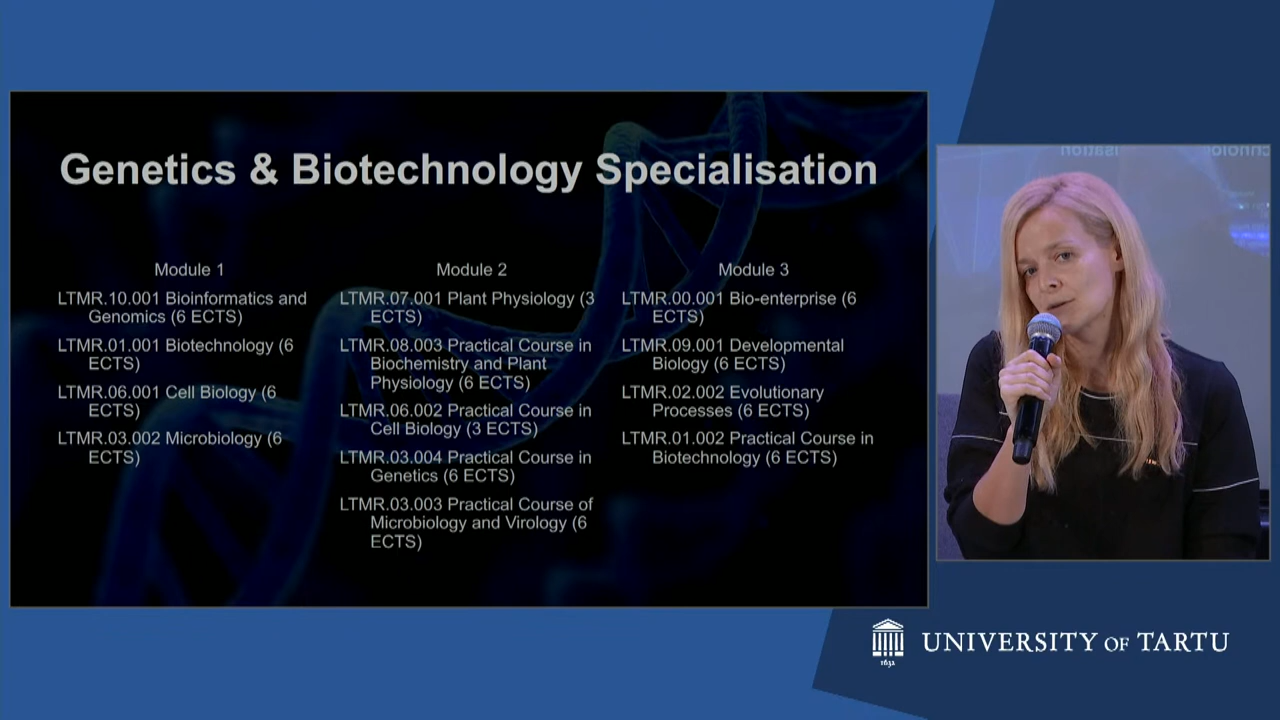 Genetics & Biotechnology Specialisation
Module 1
LTMR.10.001 Bioinformatics and
Genomics (6 ECTS)
LTMR.01.001 Biotechnology (6
ECTS)
LTMR.06.001 Cell Biology (6
ECTS)
LTMR.03.002 Microbiology (6
ECTS)
Module 2
LTMR.07.001 Plant Physiology (3
ECTS)
LTMR.08.003 Practical Course in
Biochemistry and Plant
Physiology (6 ECTS)
LTMR.06.002 Practical Course in
Cell Biology (3 ECTS)
LTMR.03.004 Practical Course in
Genetics (6 ECTS)
LTMR.03.003 Practical Course of
Microbiology and Virology (6
ECTS)
Module 3
LTMR.00.001 Bio-enterprise (6
ECTS)
LTMR.09.001 Developmental
Biology (6 ECTS)
LTMR.02.002 Evolutionary
Processes (6 ECTS)
LTMR.01.002 Practical Course in
Biotechnology (6 ECTS)
UNIVERSITY OF TARTU
1632